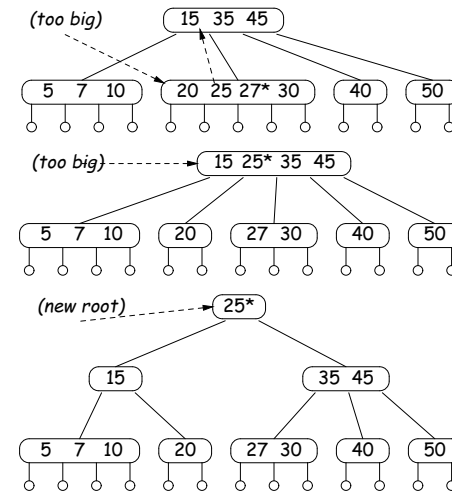 (too big) 15 35 45
5 7 10 20 25 27* 30 40 50
(too big) 15 25* 35 45
5 7 10 20 27 30 40 50
(new root) 25*
15 35 45
5 7 10 20 27 30 40 50